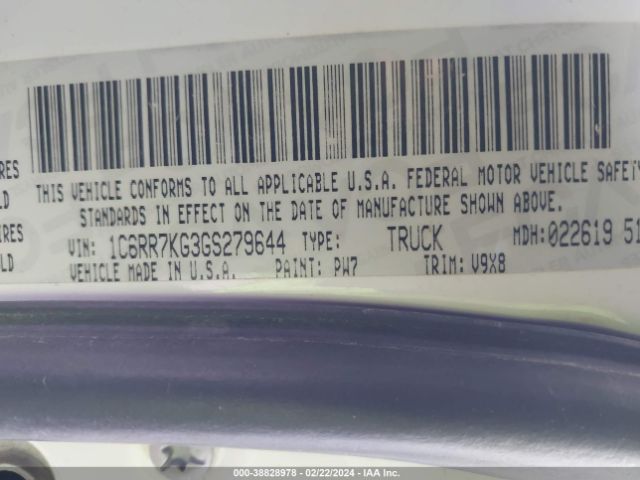 IRES
THIS VEHICLE CONFORMS TO ALL APPLICABLE U.S.A. FEDERAL MOTOR VEHICLE SAFETY
LD
STANDARDS IN EFFECT ON THE DATE OF MANUFACTURE SHOWN ABOVE.
IRES
VIN: 1C6RR7KG3GS279644 TYPE: TRUCK MDH:022619 51
LD
VEHICLE MADE IN U.S.A. PAINT: PW7 TRIM: V9X8
000-38828978 - 02/22/2024 - IAA Inc.